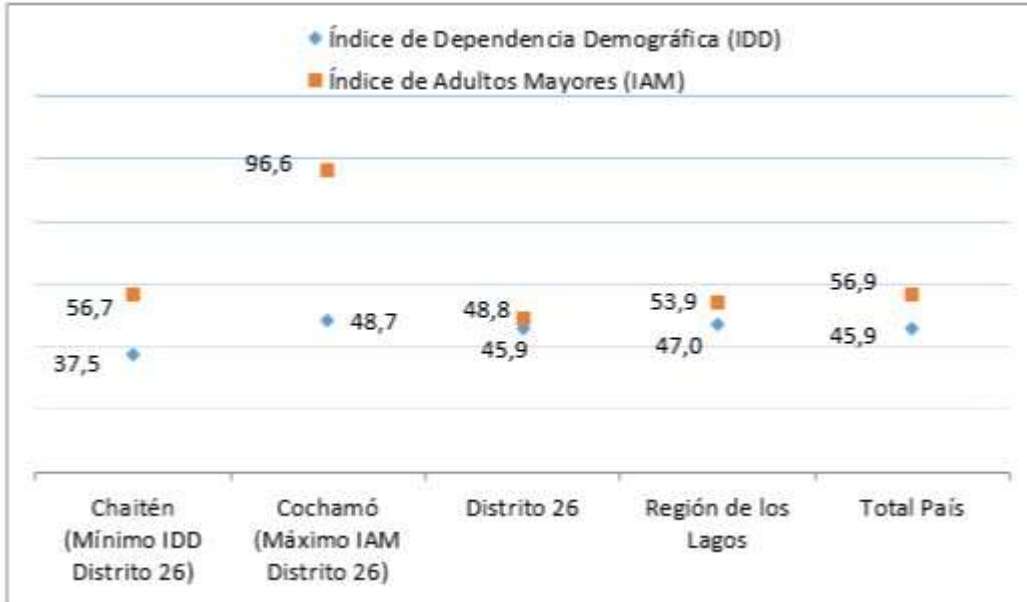 Índice de Dependencia Demográfica (IDD)
Índice de Adultos Mayores (IAM)
96,6
56,7
48,7
37,5
48,8
45,9
53,9
47,0
56,9
45,9
Chaitén
(Mínimo IDD
Distrito 26)
Cochamó
(Máximo IAM
Distrito 26)
Distrito 26
Región de los
Lagos
Total País